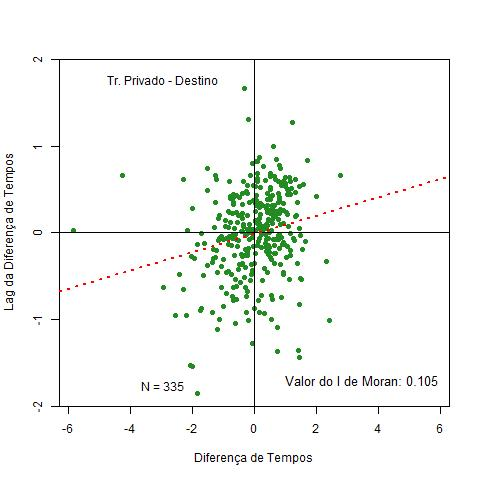 Tr. Privado - Destino
Lag da Diferença de Tempos
2
1
0
-1
-2
N = 335
Valor do I de Moran: 0.105
-6 -4 -2 0 2 4 6
Diferença de Tempos